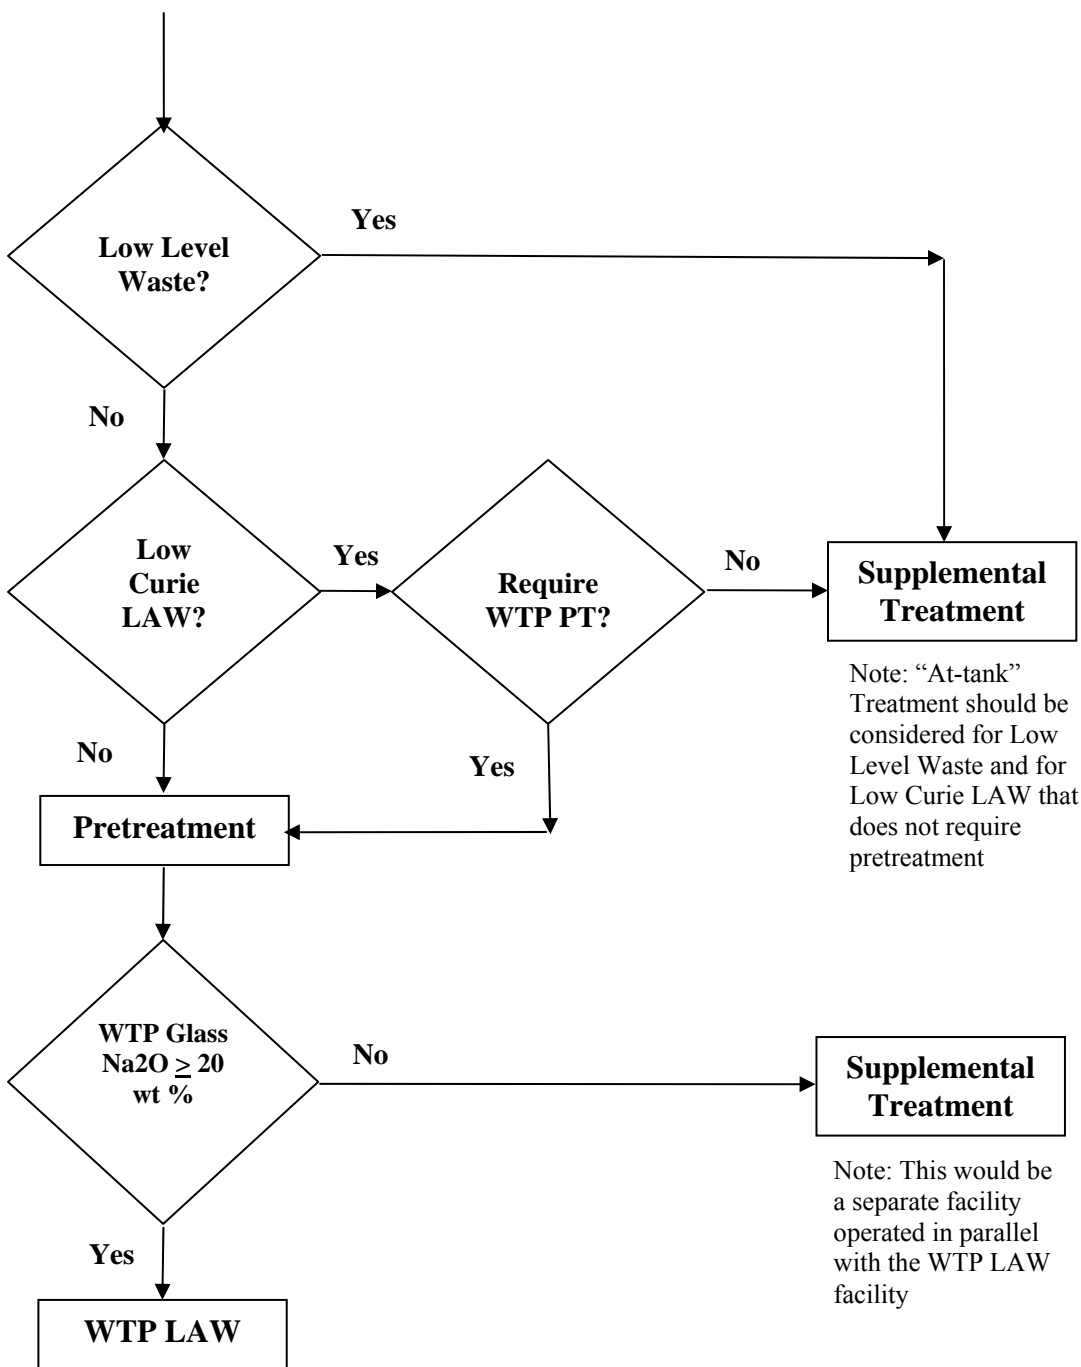 Yes
Low Level
Waste?
No
Low
Curie
LAW?
Yes
Require
WTP PT?
No
Supplemental
Treatment
Note: “At-tank”
Treatment should be
considered for Low
Level Waste and for
Low Curie LAW that
does not require
pretreatment
No
Yes
Pretreatment
WTP Glass
Na2O ≥ 20
wt %
No
Supplemental
Treatment
Note: This would be
a separate facility
operated in parallel
with the WTP LAW
facility
Yes
WTP LAW